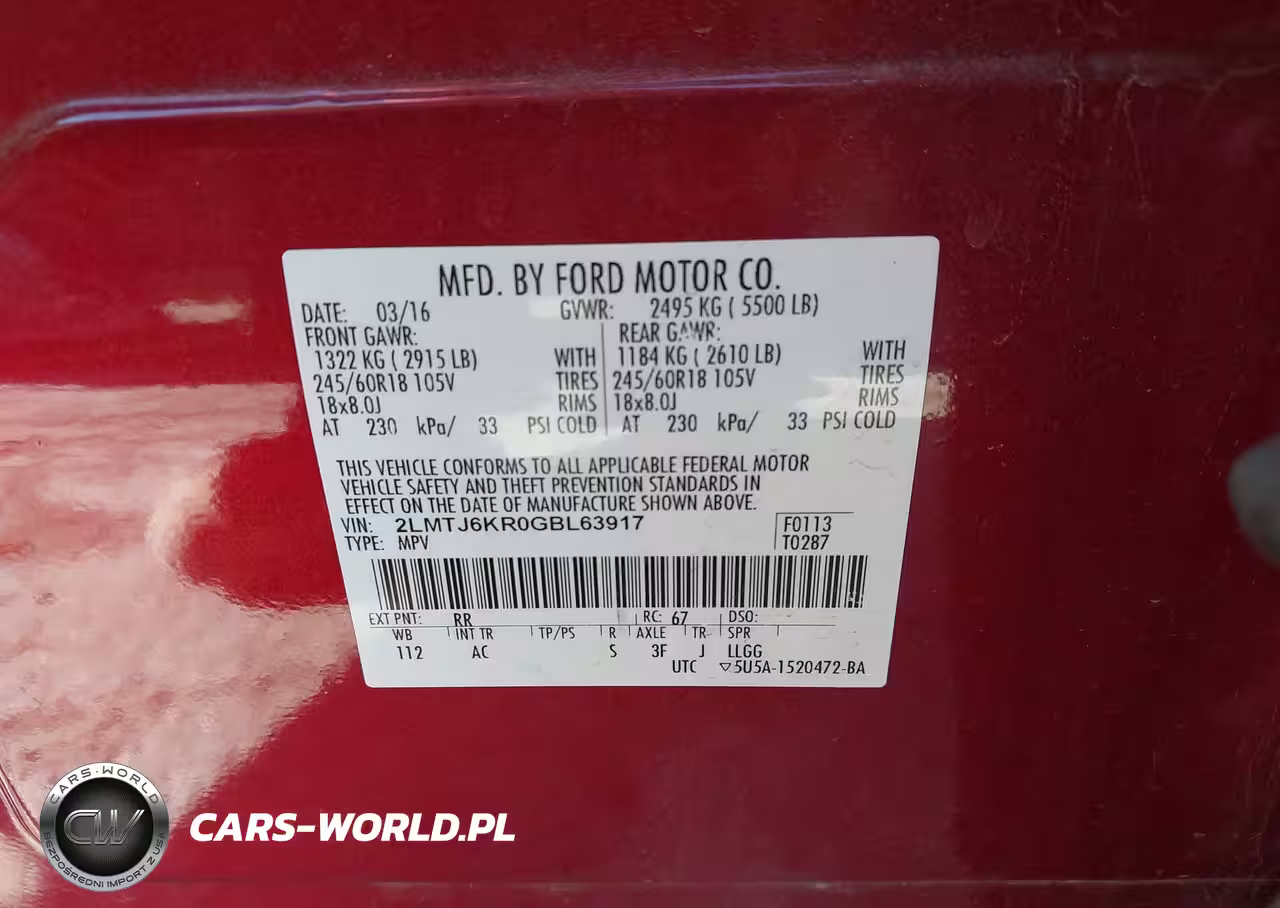 MFD. BY FORD MOTOR CO.
DATE: 03/16 GVWR: 2495 KG ( 5500 LB)
FRONT GAWR: REAR GAWR:
1322 KG ( 2915 LB) WITH 1184 KG ( 2610 LB) WITH
245/60R18 105V TIRES 245/60R18 105V TIRES
18x8.0J RIMS 18x8.0J RIMS
AT 230 kPa/ 33 PSI COLD AT 230 kPa/ 33 PSI COLD
THIS VEHICLE CONFORMS TO ALL APPLICABLE FEDERAL MOTOR
VEHICLE SAFETY AND THEFT PREVENTION STANDARDS IN
EFFECT ON THE DATE OF MANUFACTURE SHOWN ABOVE.
VIN: 2LMTJ6KR0GBL63917 F0113
TYPE: MPV T0287
EXT PNT: RR RC: 67 DSO:
WB INT TR TP/PS R AXLE TR SPR
112 AC S 3F J LLGG
UTC ▽5U5A-1520472-BA
CARS-WORLD
CW
BEZPOŚREDNI IMPORT Z USA
CARS-WORLD.PL